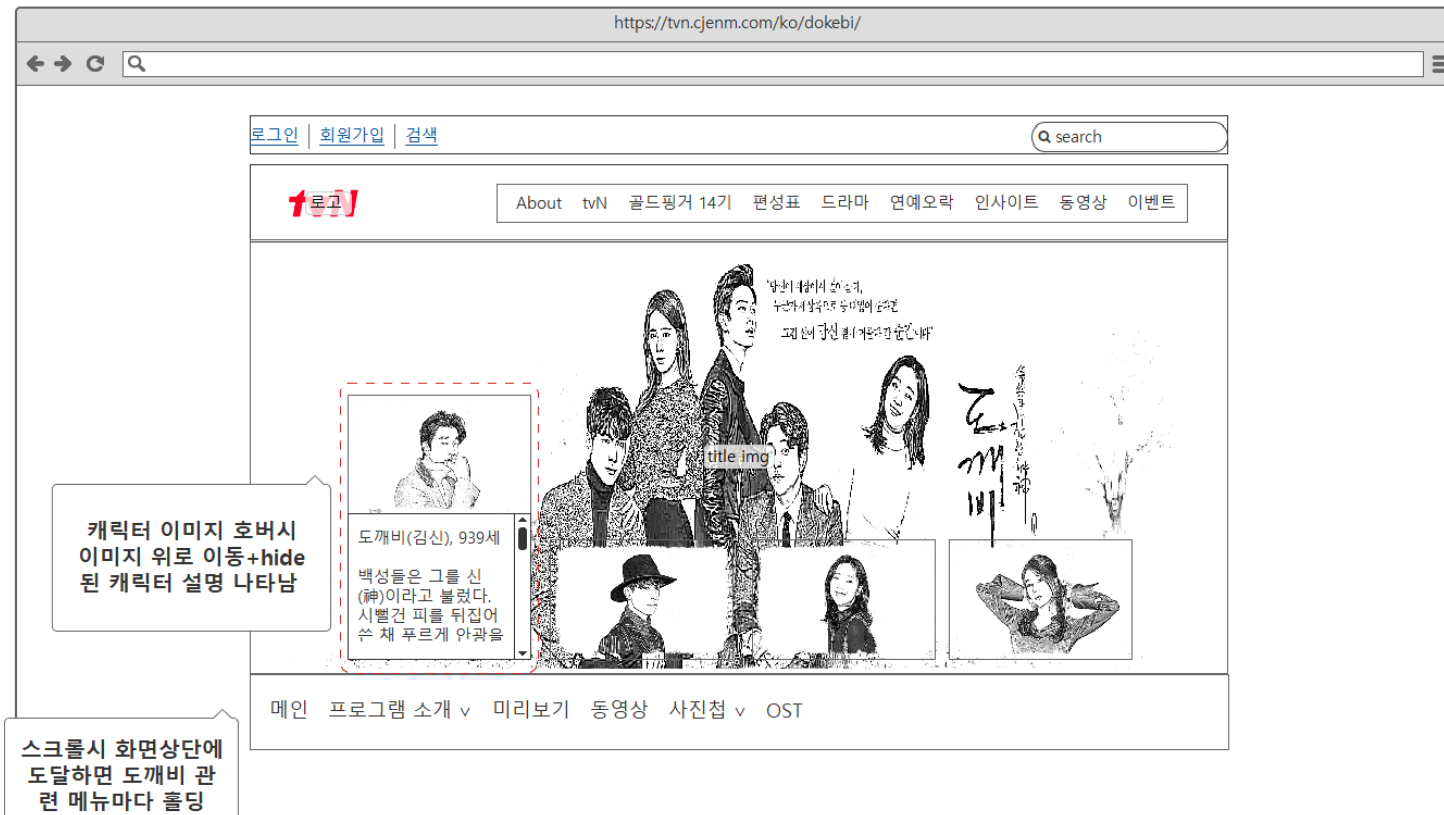 https://tvn.cjenm.com/ko/dokebi/
로그인 회원가입 검색
search
tvN
로고
About tvN 골드핑거 14기 편성표 드라마 연예오락 인사이트 동영상 이벤트
title img
도깨비
도깨비(김신), 939세
백성들은 그를 신
(神)이라고 불렀다.
시뻘건 피를 뒤집어
쓴 채 푸르게 안광을
캐릭터 이미지 호버시
이미지 위로 이동+hide
된 캐릭터 설명 나타남
메인 프로그램 소개 ∨ 미리보기 동영상 사진첩 ∨ OST
스크롤시 화면상단에
도달하면 도깨비 관
련 메뉴마다 홀딩